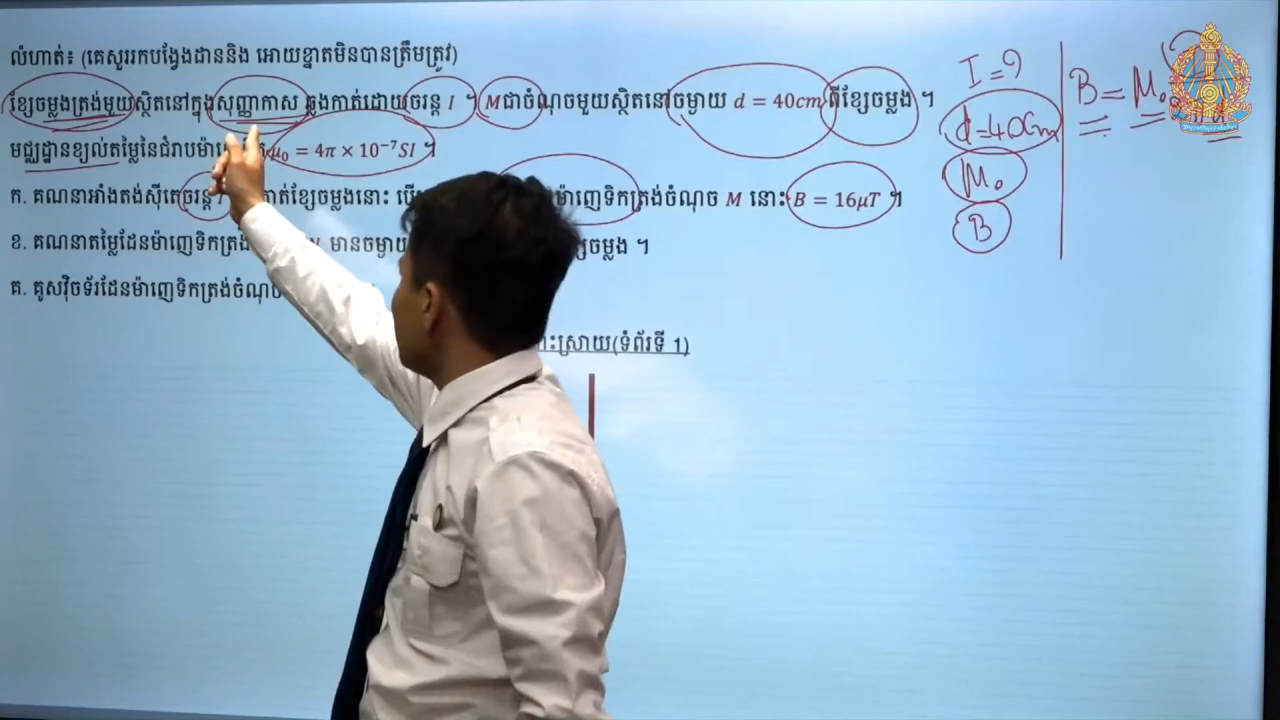 លំហាត់៖ (គេសួររកបង្វែងដាននិង អោយខ្នាតមិនបានត្រឹមត្រូវ)
ខ្សែចម្លងត្រង់មួយស្ថិតនៅក្នុងសុញ្ញាកាស ឆ្លងកាត់ដោយចរន្ត I ។ M ជាចំណុចមួយស្ថិតនៅចម្ងាយ d = 40cm ពីខ្សែចម្លង ។
មជ្ឈដ្ឋានខ្យល់តម្លៃនៃជំរាបម៉ា μ₀ = 4π × 10⁻⁷SI ។
ក. គណនាអាំងតង់ស៊ីតេចរន្ត I កាត់ខ្សែចម្លងនោះ បើ ម៉ាញេទិកត្រង់ចំណុច M នោះ B = 16μT ។
ខ. គណនាតម្លៃដែនម៉ាញេទិកត្រង់ មានចម្ងាយ ខ្សែចម្លង ។
គ. គូសវ៉ិចទ័រដែនម៉ាញេទិកត្រង់ចំណុច
ស្រាយ(ទំព័រទី 1)
I = ?
d = 40cm
μ₀
B
B = μ₀